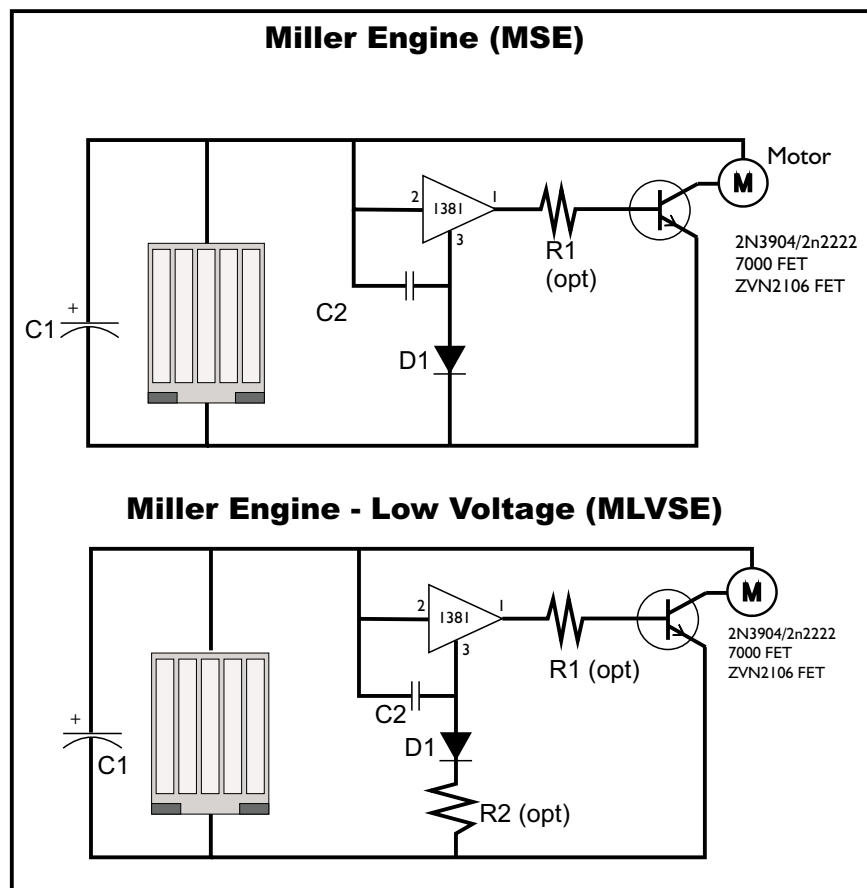 Miller Engine (MSE)
Motor
M
2
1381
1
3
R1
(opt)
2N3904/2n2222
7000 FET
ZVN2106 FET
+
C1
C2
D1
Miller Engine - Low Voltage (MLVSE)
M
2
1381
1
3
R1 (opt)
2N3904/2n2222
7000 FET
ZVN2106 FET
+
C1
C2
D1
R2 (opt)